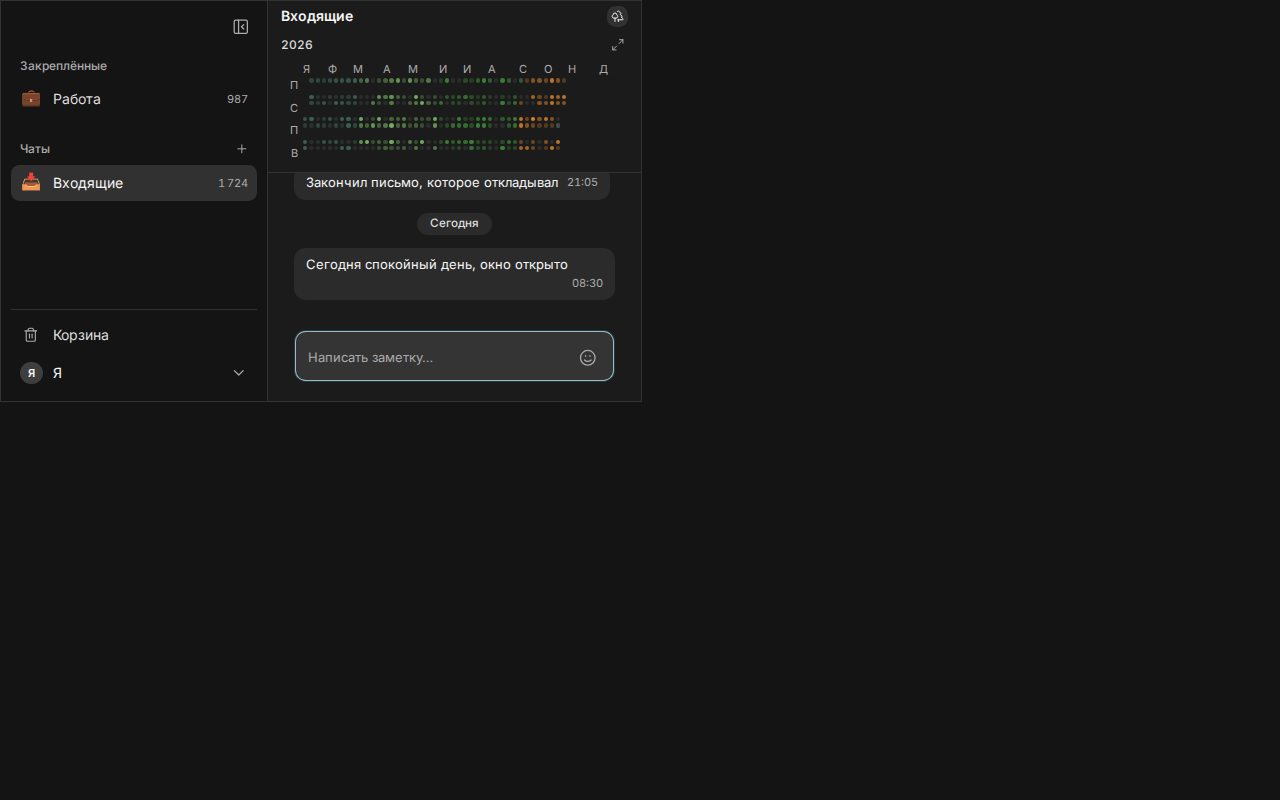 Закреплённые
Работа 987
Чаты
Входящие 1 724
Корзина
Я Я
Входящие
2026
Я Ф М А М И И А С О Н Д
П
С
П
В
Закончил письмо, которое откладывал 21:05
Сегодня
Сегодня спокойный день, окно открыто
08:30
Написать заметку...